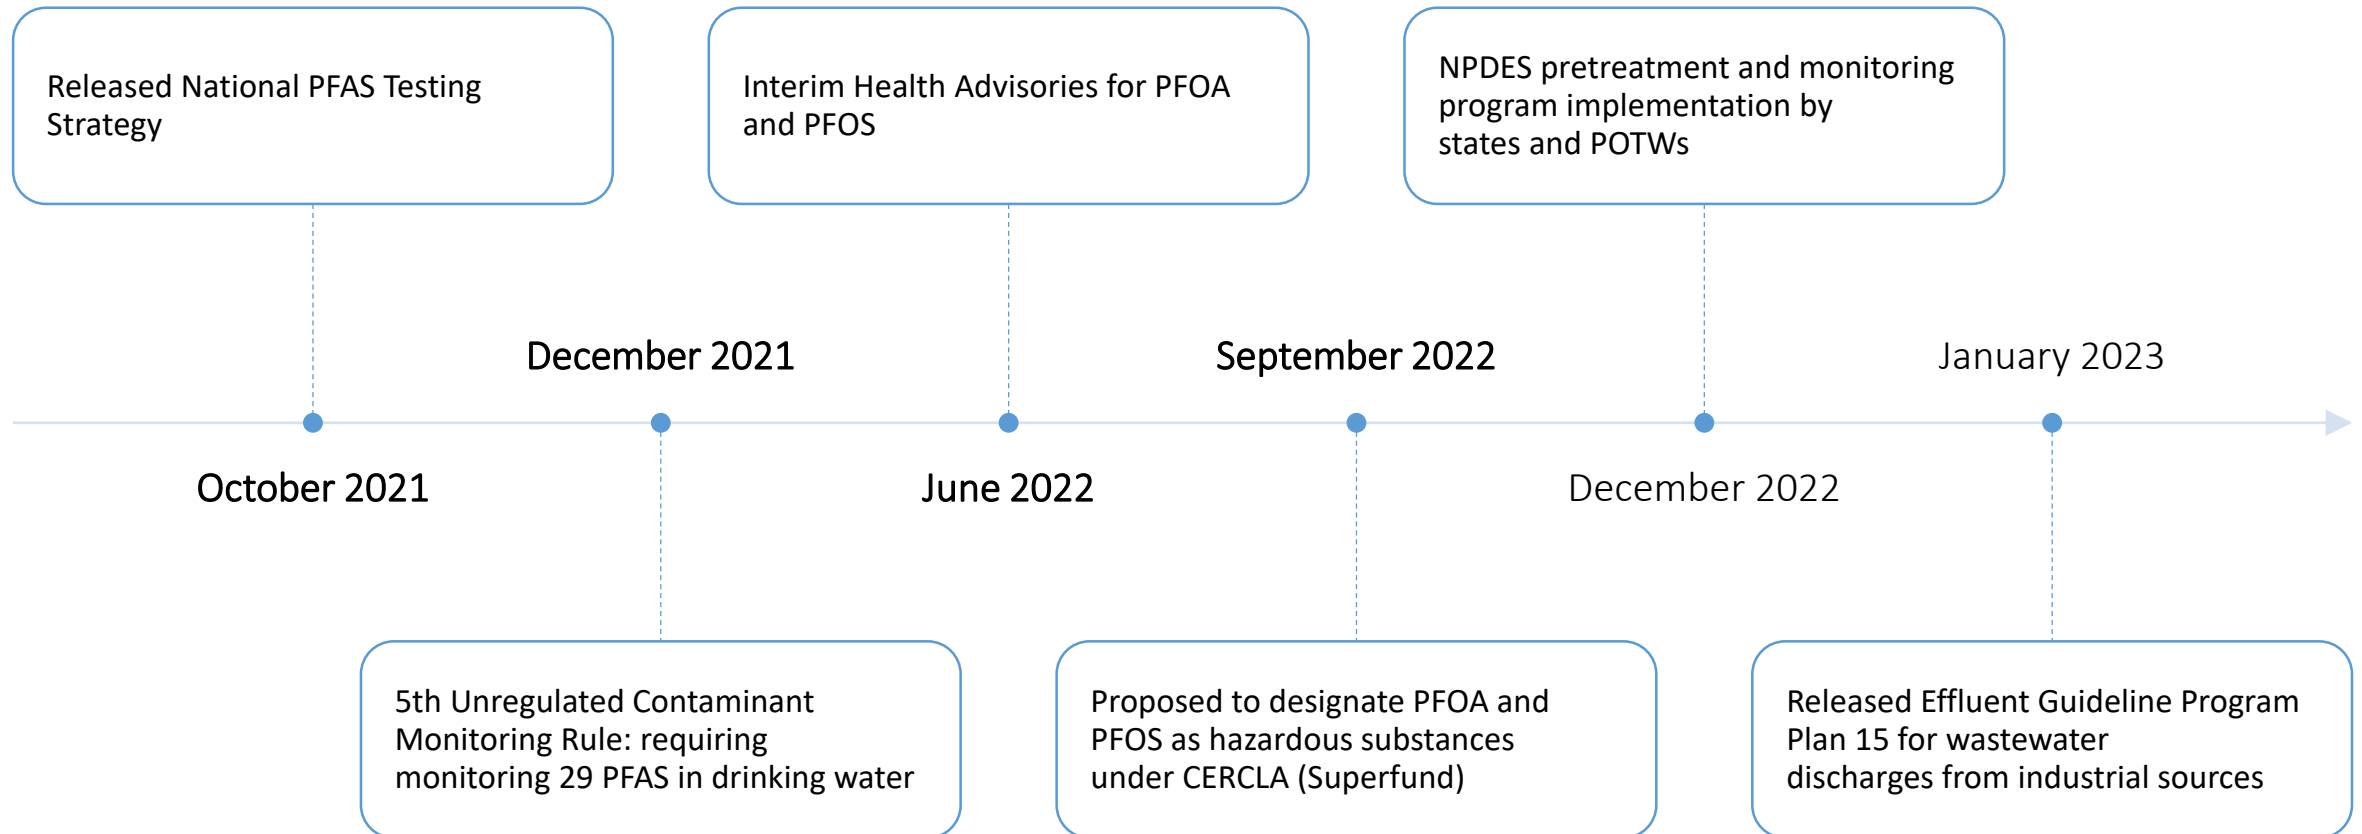 Released National PFAS Testing
Strategy
Interim Health Advisories for PFOA
and PFOS
NPDES pretreatment and monitoring
program implementation by
states and POTWs
December 2021
September 2022
January 2023
October 2021
June 2022
December 2022
5th Unregulated Contaminant
Monitoring Rule: requiring
monitoring 29 PFAS in drinking water
Proposed to designate PFOA and
PFOS as hazardous substances
under CERCLA (Superfund)
Released Effluent Guideline Program
Plan 15 for wastewater
discharges from industrial sources